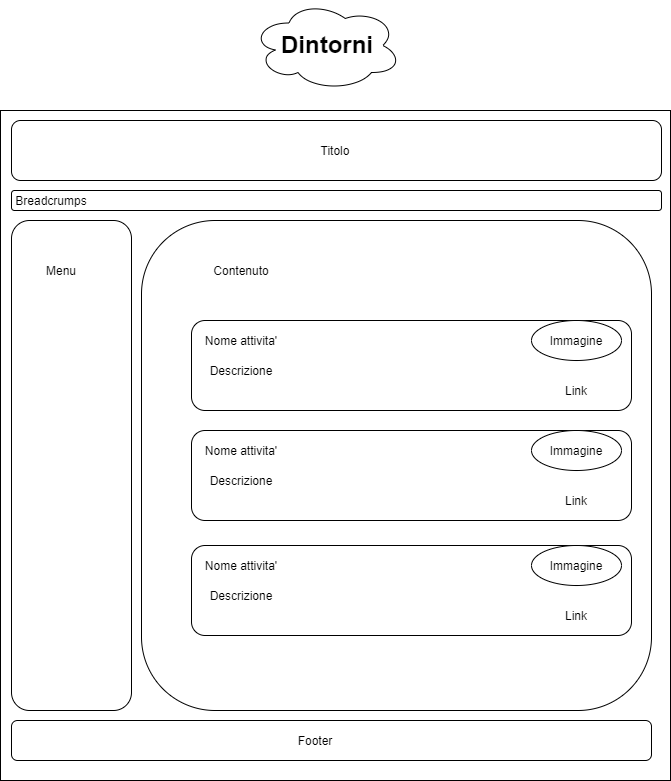 Dintorni
Titolo
Breadcrumps
Menu
Contenuto
Nome attivita'
Immagine
Descrizione
Link
Nome attivita'
Immagine
Descrizione
Link
Nome attivita'
Immagine
Descrizione
Link
Footer